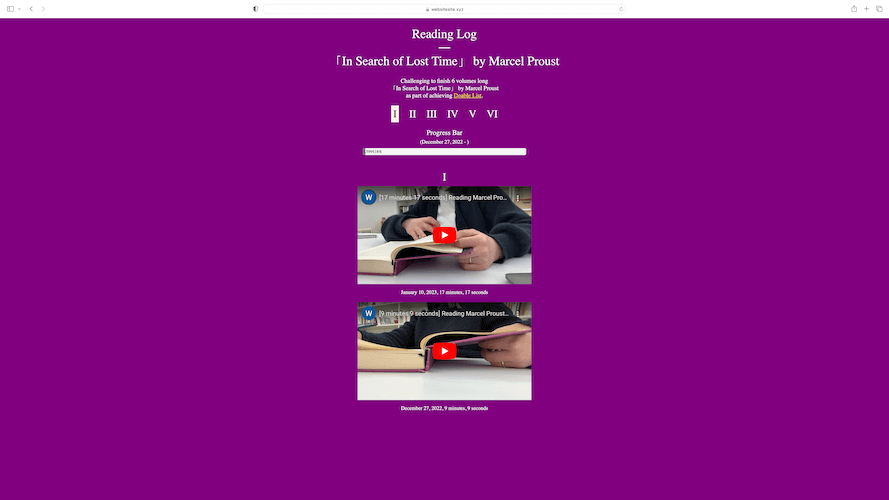 websitesite.xyz
Reading Log
「In Search of Lost Time」 by Marcel Proust
Challenging to finish 6 volumes long
「In Search of Lost Time」 by Marcel Proust
as part of achieving Double List.
I II III IV V VI
Progress Bar
(December 27, 2022 - )
I
W [17 minutes 17 seconds] Reading Marcel Pro...
January 10, 2023, 17 minutes, 17 seconds
W [9 minutes 9 seconds] Reading Marcel Proust...
December 27, 2022, 9 minutes, 9 seconds